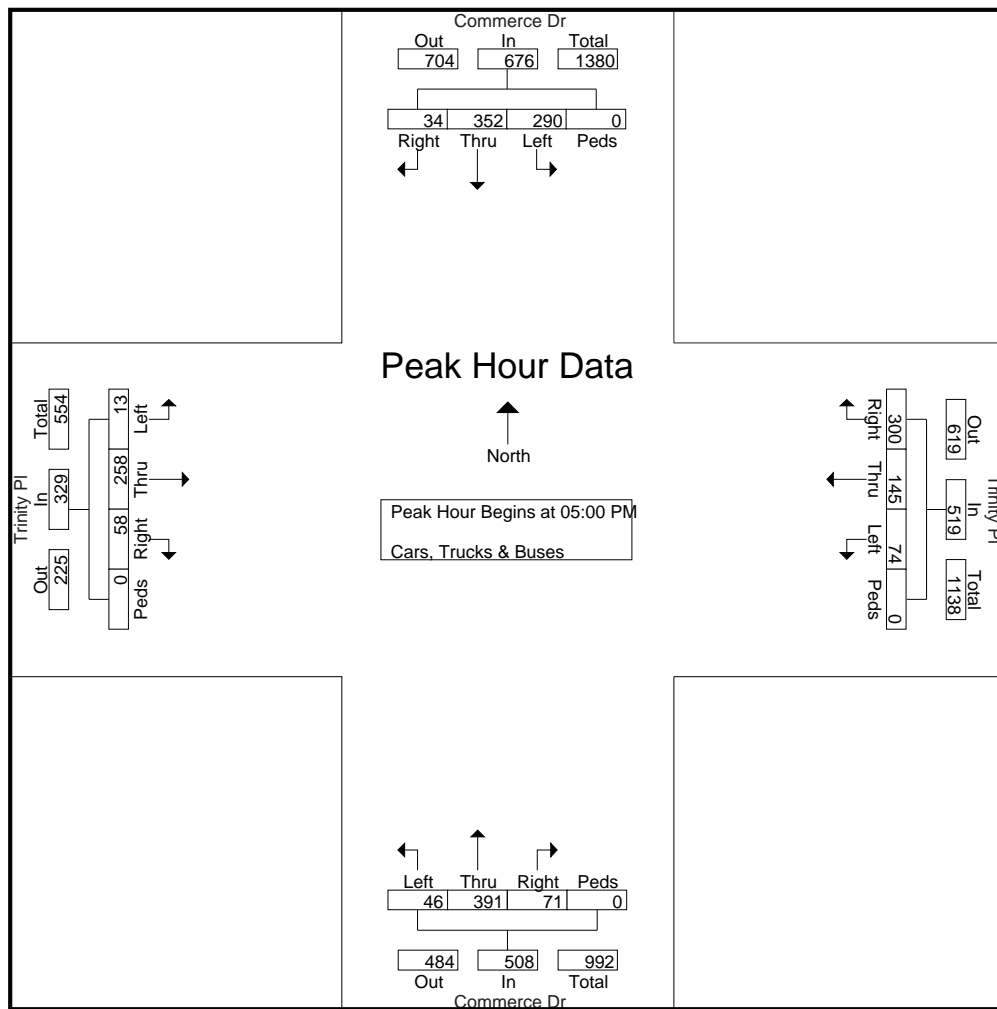 Commerce Dr
Out In Total
704 676 1380
34 352 290 0
Right Thru Left Peds
Peak Hour Data
North
Peak Hour Begins at 05:00 PM
Cars, Trucks & Buses
Trinity Pl
Total In Out
554 329 225
13 258 58 0
Left Thru Right Peds
Trinity Pl
Out In Total
619 519 1138
300 145 74 0
Right Thru Left Peds
Left Thru Right Peds
46 391 71 0
484 508 992
Out In Total
Commerce Dr